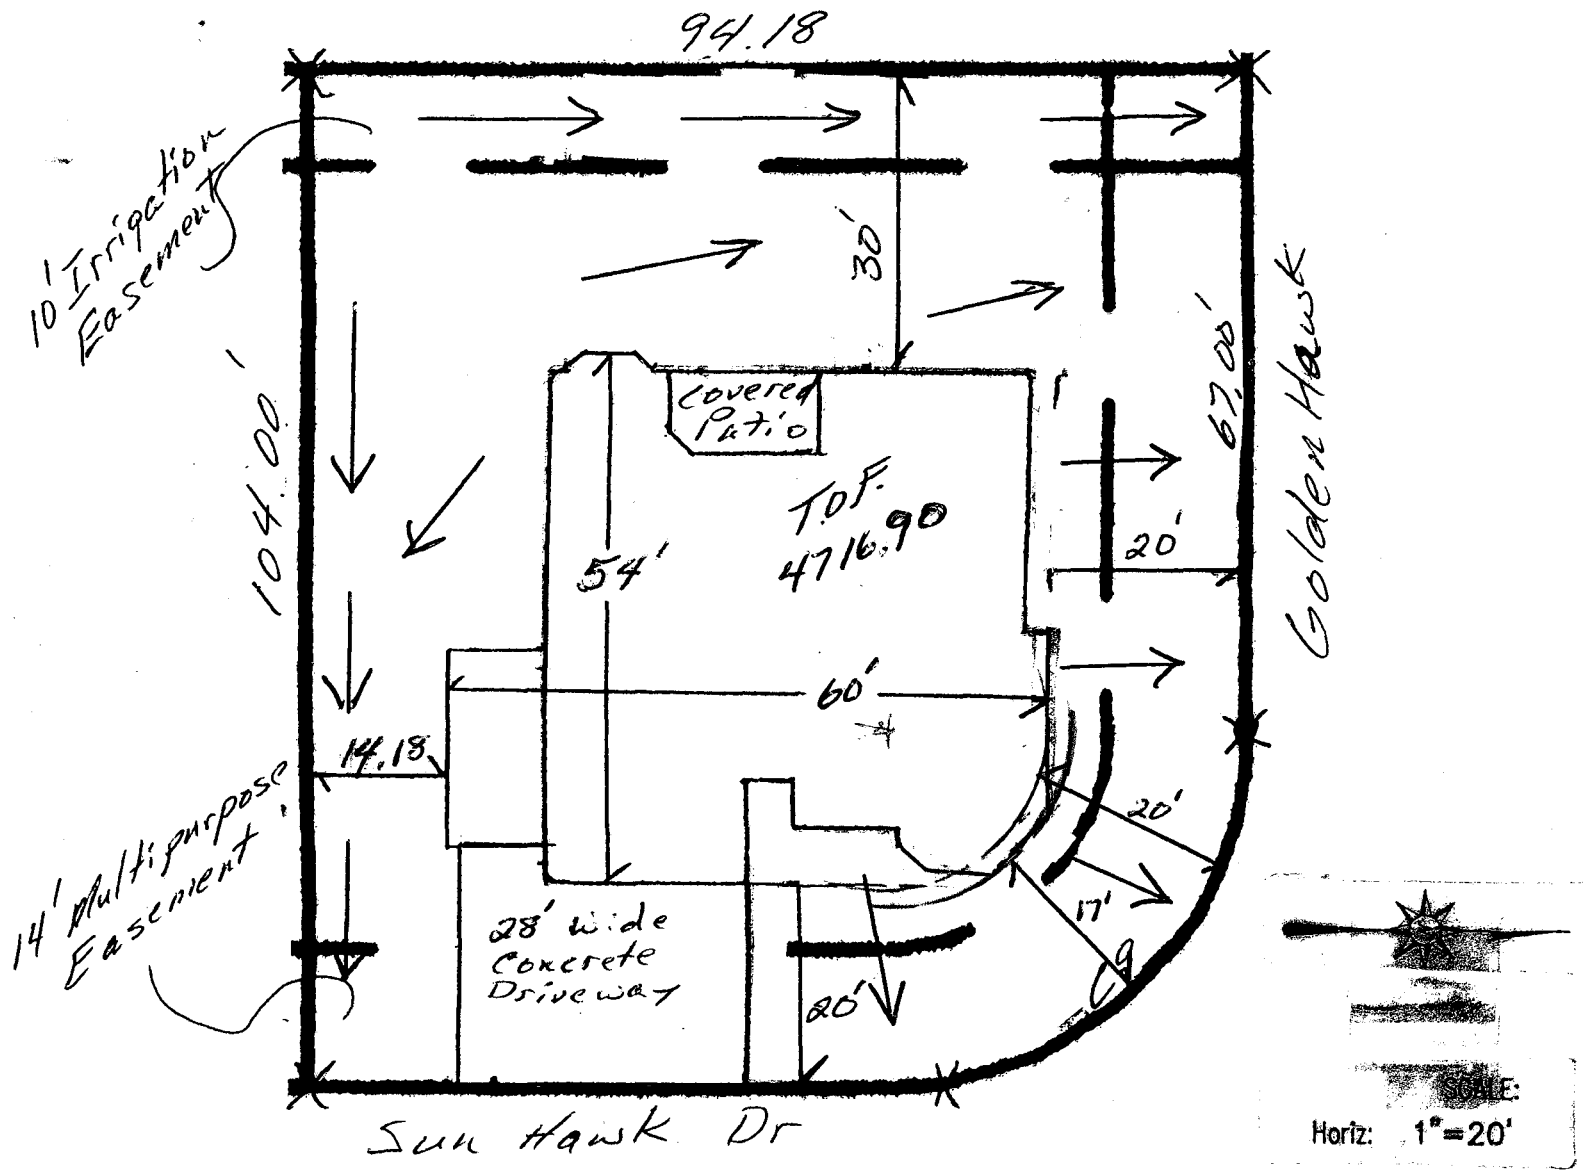 94.18
10' Irrigation
Easement
30'
67.00'
Golden Hawk
104.00'
Covered
Patio
T.O.F.
4716.90
54'
20'
60'
14.18
14' Multipurpose
Easement
20'
17'
C9
28' wide
Concrete
Driveway
20'
Sun Hawk Dr
SCALE:
Horiz: 1"=20'